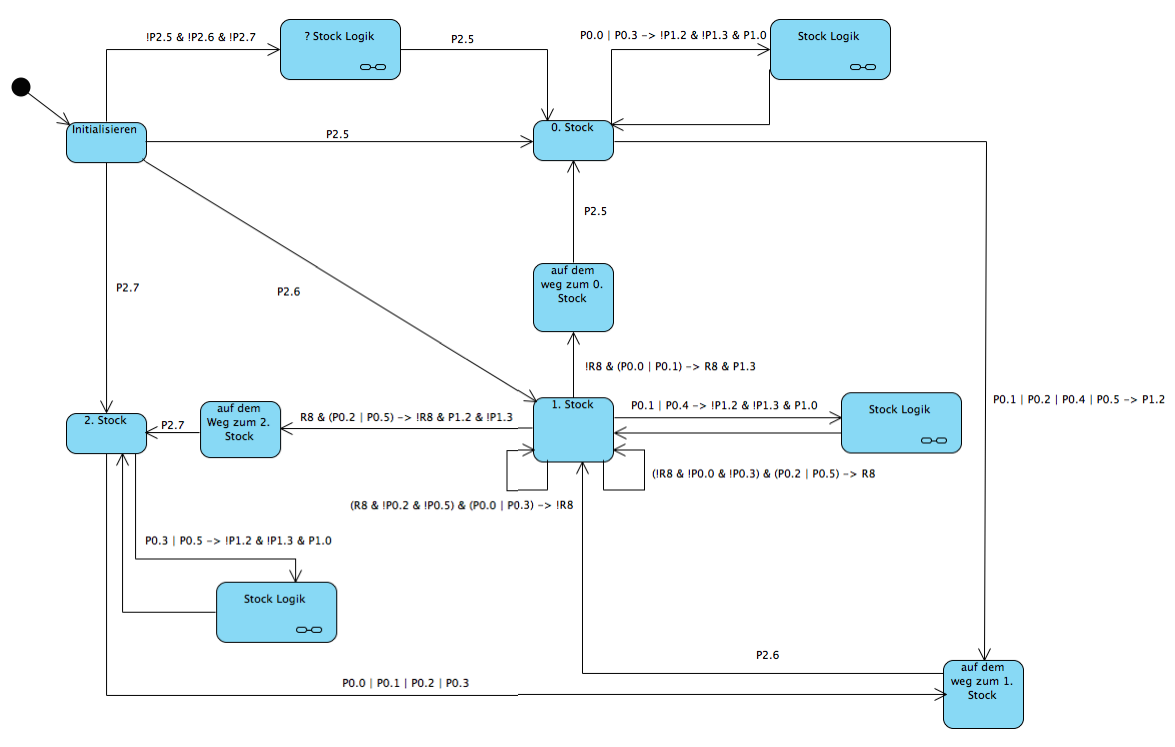 !P2.5 & !P2.6 & !P2.7
? Stock Logik
P2.5
P0.0 | P0.3 -> !P1.2 & !P1.3 & P1.0
Stock Logik
Initialisieren
P2.5
0. Stock
P2.5
P2.7
P2.6
auf dem
weg zum 0.
Stock
!R8 & (P0.0 | P0.1) -> R8 & P1.3
P0.1 | P0.2 | P0.4 | P0.5 -> P1.2
2. Stock
P2.7
auf dem
Weg zum 2.
Stock
R8 & (P0.2 | P0.5) -> !R8 & P1.2 & !P1.3
1. Stock
P0.1 | P0.4 -> !P1.2 & !P1.3 & P1.0
Stock Logik
(!R8 & !P0.0 & !P0.3) & (P0.2 | P0.5) -> R8
(R8 & !P0.2 & !P0.5) & (P0.0 | P0.3) -> !R8
P0.3 | P0.5 -> !P1.2 & !P1.3 & P1.0
Stock Logik
P2.6
P0.0 | P0.1 | P0.2 | P0.3
auf dem
weg zum 1.
Stock